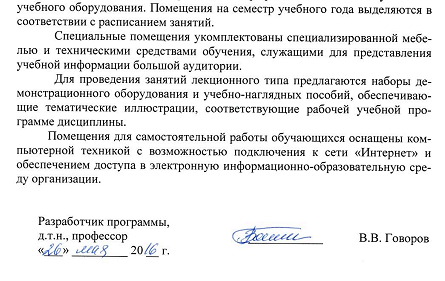 учебного оборудования. Помещения на семестр учебного года выделяются в
соответствии с расписанием занятий.
Специальные помещения укомплектованы специализированной мебе-
лью и техническими средствами обучения, служащими для представления
учебной информации большой аудитории.
Для проведения занятий лекционного типа предлагаются наборы де-
монстрационного оборудования и учебно-наглядных пособий, обеспечиваю-
щие тематические иллюстрации, соответствующие рабочей учебной про-
грамме дисциплины.
Помещения для самостоятельной работы обучающихся оснащены ком-
пьютерной техникой с возможностью подключения к сети «Интернет» и
обеспечением доступа в электронную информационно-образовательную сре-
ду организации.
Разработчик программы,
д.т.н., профессор
В.В. Говоров
«26» мая 2016 г.